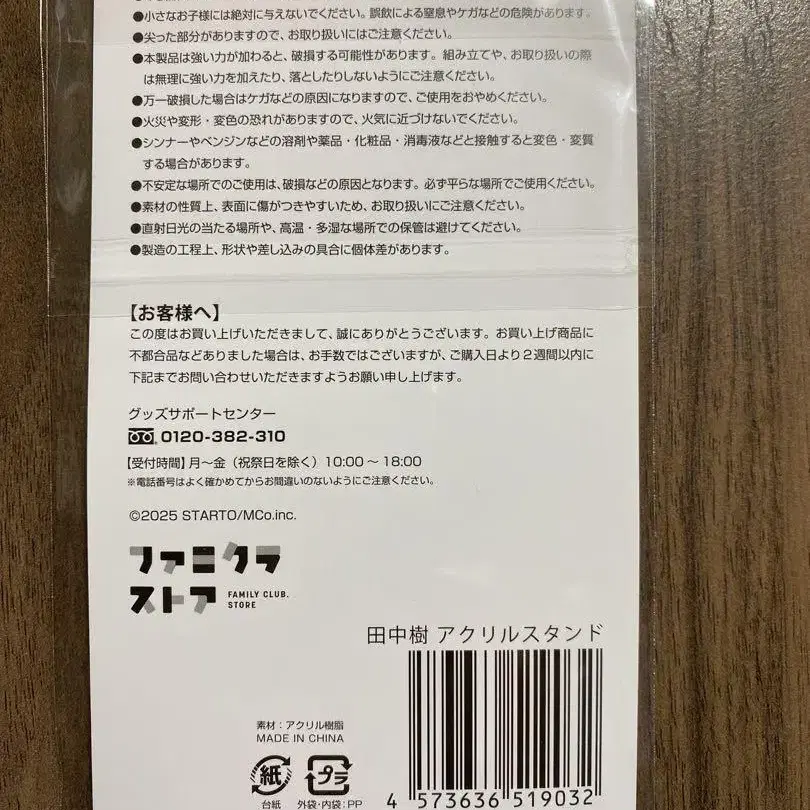 ●小さなお子様には絶対に与えないでください。誤飲による窒息やケガなどの危険があります。
●尖った部分がありますので、お取り扱いにはご注意ください。
●本製品は強い力が加わると、破損する可能性があります。組み立てや、お取り扱いの際
は無理に強い力を加えたり、落としたりしないようにご注意ください。
●万一破損した場合はケガなどの原因になりますので、ご使用をおやめください。
●火災や変形・変色の恐れがありますので、火気に近づけないでください。
●シンナーやベンジンなどの溶剤や薬品・化粧品・消毒液などと接触すると変色・変質
する場合があります。
●不安定な場所でのご使用は、破損などの原因となります。必ず平らな場所でご使用ください。
●素材の性質上、表面に傷がつきやすいため、お取り扱いにご注意ください。
●直射日光の当たる場所や、高温・多湿な場所での保管は避けてください。
●製造の工程上、形状や差し込みの具合に個体差があります。
【お客様へ】
この度はお買い上げいただきまして、誠にありがとうございます。お買い上げ商品に
不都合品などありました場合は、お手数ではございますが、ご購入日より2週間以内に
下記までお問い合わせいただきますようお願い申し上げます。
グッズサポートセンター
0120-382-310
【受付時間】月～金（祝祭日を除く）10:00～18:00
※電話番号はよく確かめてからお間違いのないようにご注意ください。
©2025 STARTO/MCo.inc.
ファミクラ
ストア
FAMILY CLUB.
STORE
田中樹 アクリルスタンド
素材：アクリル樹脂
MADE IN CHINA
紙 プラ
台紙 外袋・内袋：PP
4 573636 519032